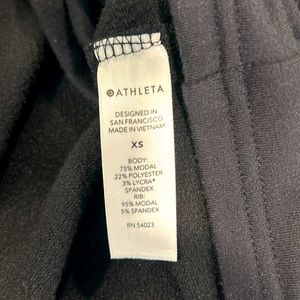 ATHLETA
DESIGNED IN
SAN FRANCISCO
MADE IN VIETNAM
XS
BODY:
75% MODAL
22% POLYESTER
3% LYCRA®
SPANDEX
RIB:
95% MODAL
5% SPANDEX
RN 54023